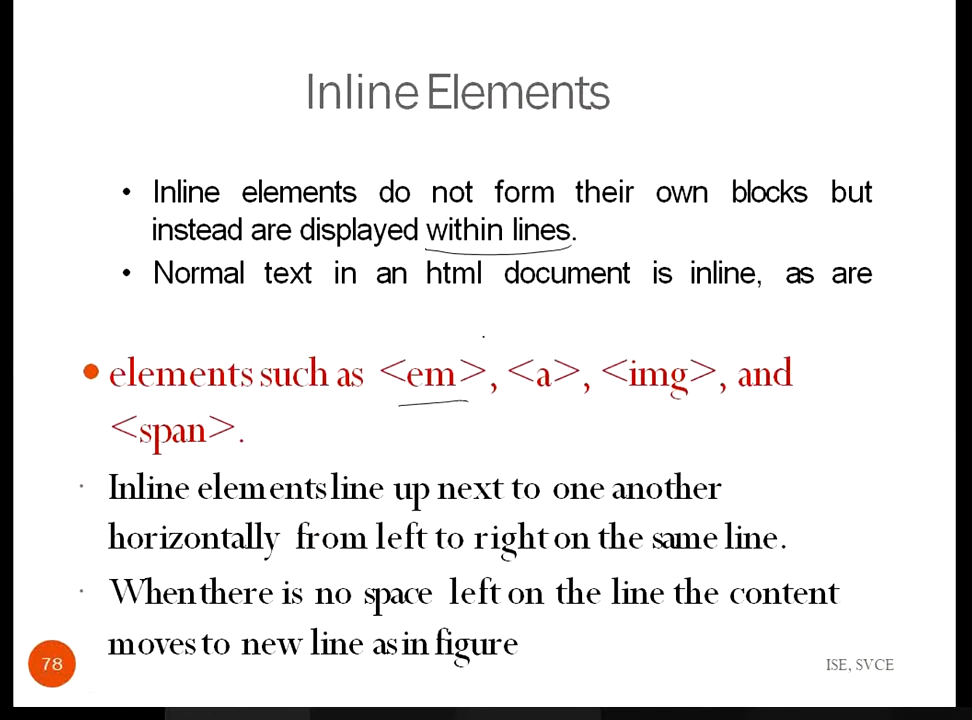 Inline Elements
• Inline elements do not form their own blocks but
instead are displayed within lines.
• Normal text in an html document is inline, as are
• elements such as <em>, <a>, <img>, and
<span>.
· Inline elements line up next to one another
horizontally from left to right on the same line.
· When there is no space left on the line the content
moves to new line as in figure
78
ISE, SVCE